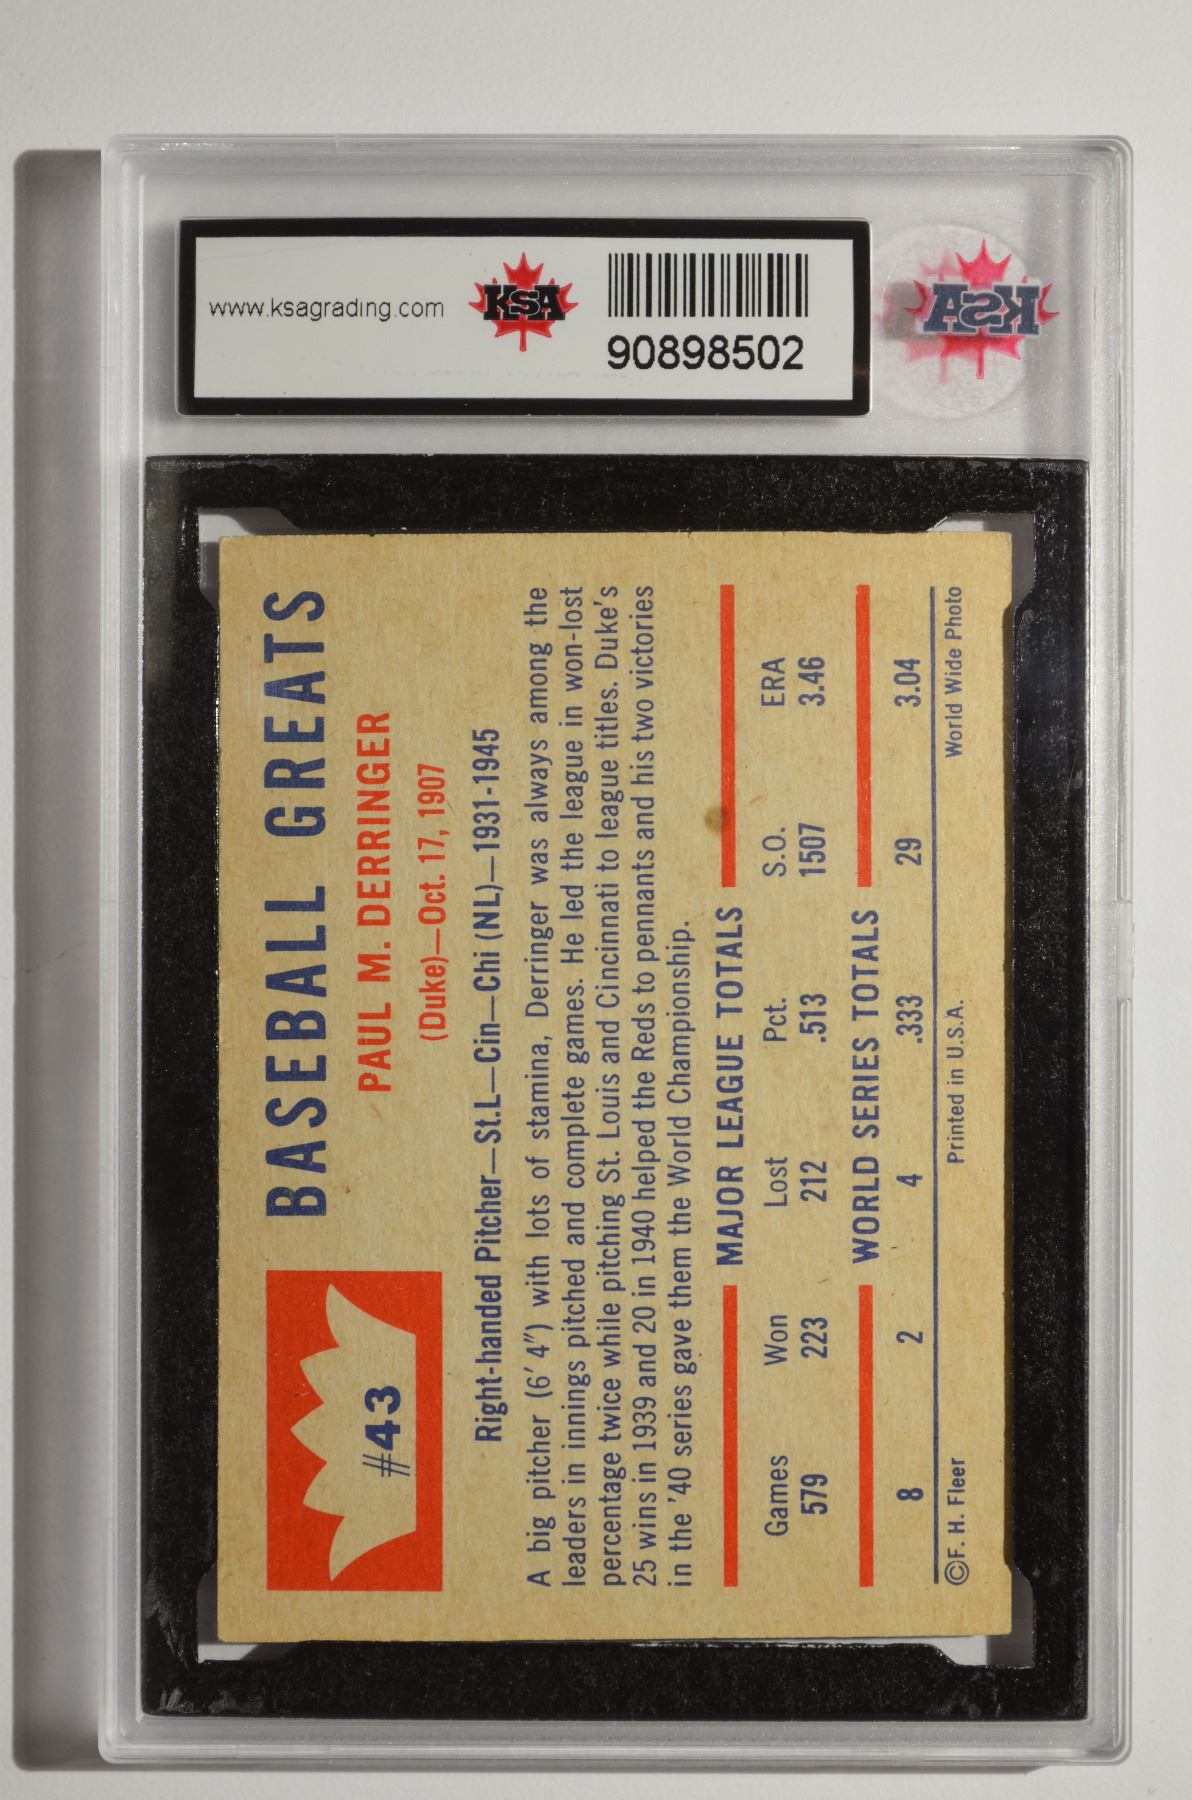 www.ksagrading.com
KSA
90898502
KSA
#43
BASEBALL GREATS
PAUL M. DERRINGER
(Duke)—Oct. 17, 1907
Right-handed Pitcher—St.L—Cin—Chi (NL)—1931-1945
A big pitcher (6′ 4″) with lots of stamina, Derringer was always among the
leaders in innings pitched and complete games. He led the league in won-lost
percentage twice while pitching St. Louis and Cincinnati to league titles. Duke's
25 wins in 1939 and 20 in 1940 helped the Reds to pennants and his two victories
in the '40 series gave them the World Championship.
MAJOR LEAGUE TOTALS
Games Won Lost Pct. S.O. ERA
579 223 212 .513 1507 3.46
WORLD SERIES TOTALS
8 2 4 .333 29 3.04
©F. H. Fleer Printed in U.S.A. World Wide Photo